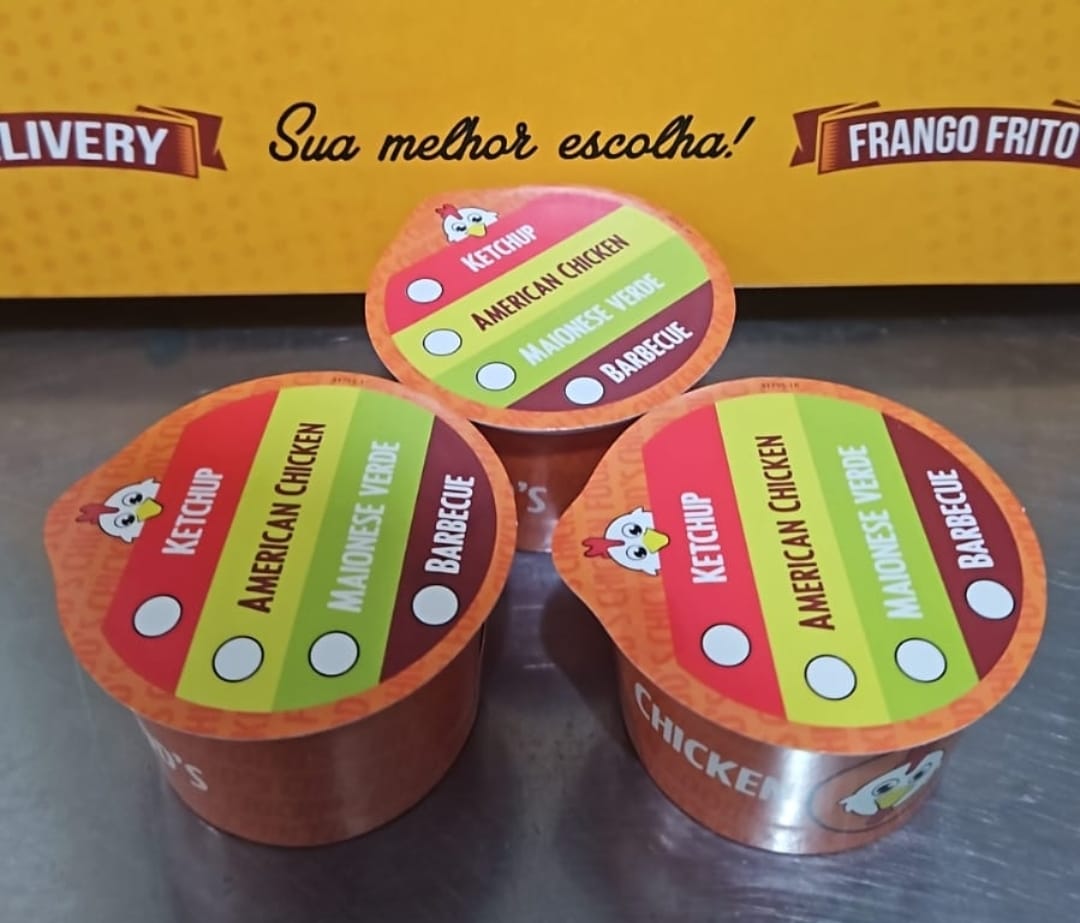 LIVERY
Sua melhor escolha!
FRANGO FRITO
KETCHUP
AMERICAN CHICKEN
MAIONESE VERDE
BARBECUE
KETCHUP
AMERICAN CHICKEN
MAIONESE VERDE
BARBECUE
KETCHUP
AMERICAN CHICKEN
MAIONESE VERDE
BARBECUE
'S
D'S
CHICKEN